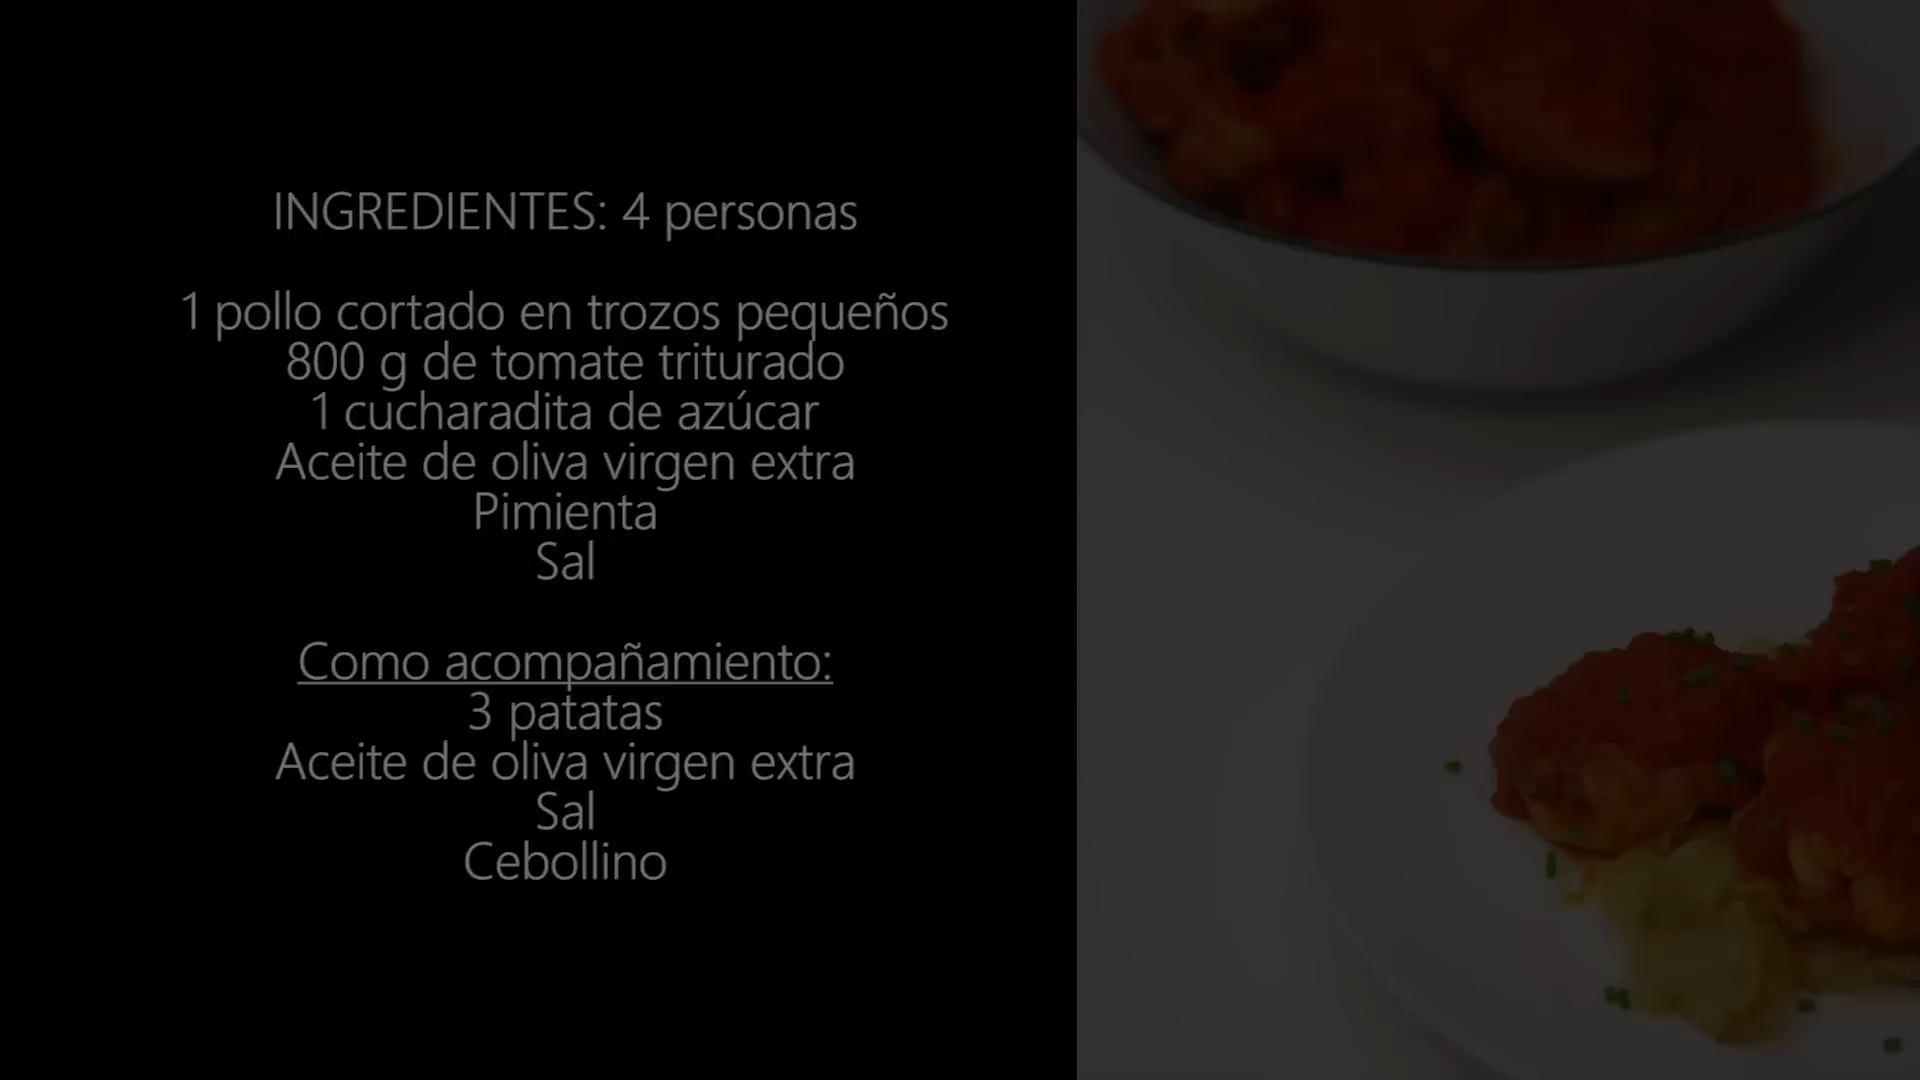 INGREDIENTES: 4 personas
1 pollo cortado en trozos pequeños
800 g de tomate triturado
1 cucharadita de azúcar
Aceite de oliva virgen extra
Pimienta
Sal
Como acompañamiento:
3 patatas
Aceite de oliva virgen extra
Sal
Cebollino